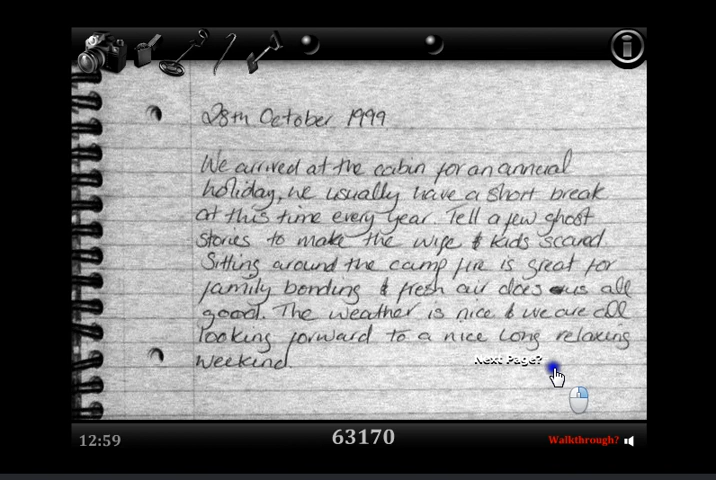 28th October 1999
We arrived at the cabin for an annual
holiday, we usually have a short break
at this time every year. Tell a few ghost
stories to make the wife & kids scared.
Sitting around the camp fire is great for
family bonding & fresh air does us all
good. The weather is nice & we are all
looking forward to a nice long relaxing
weekend.
Next Page?
12:59
63170
Walkthrough?